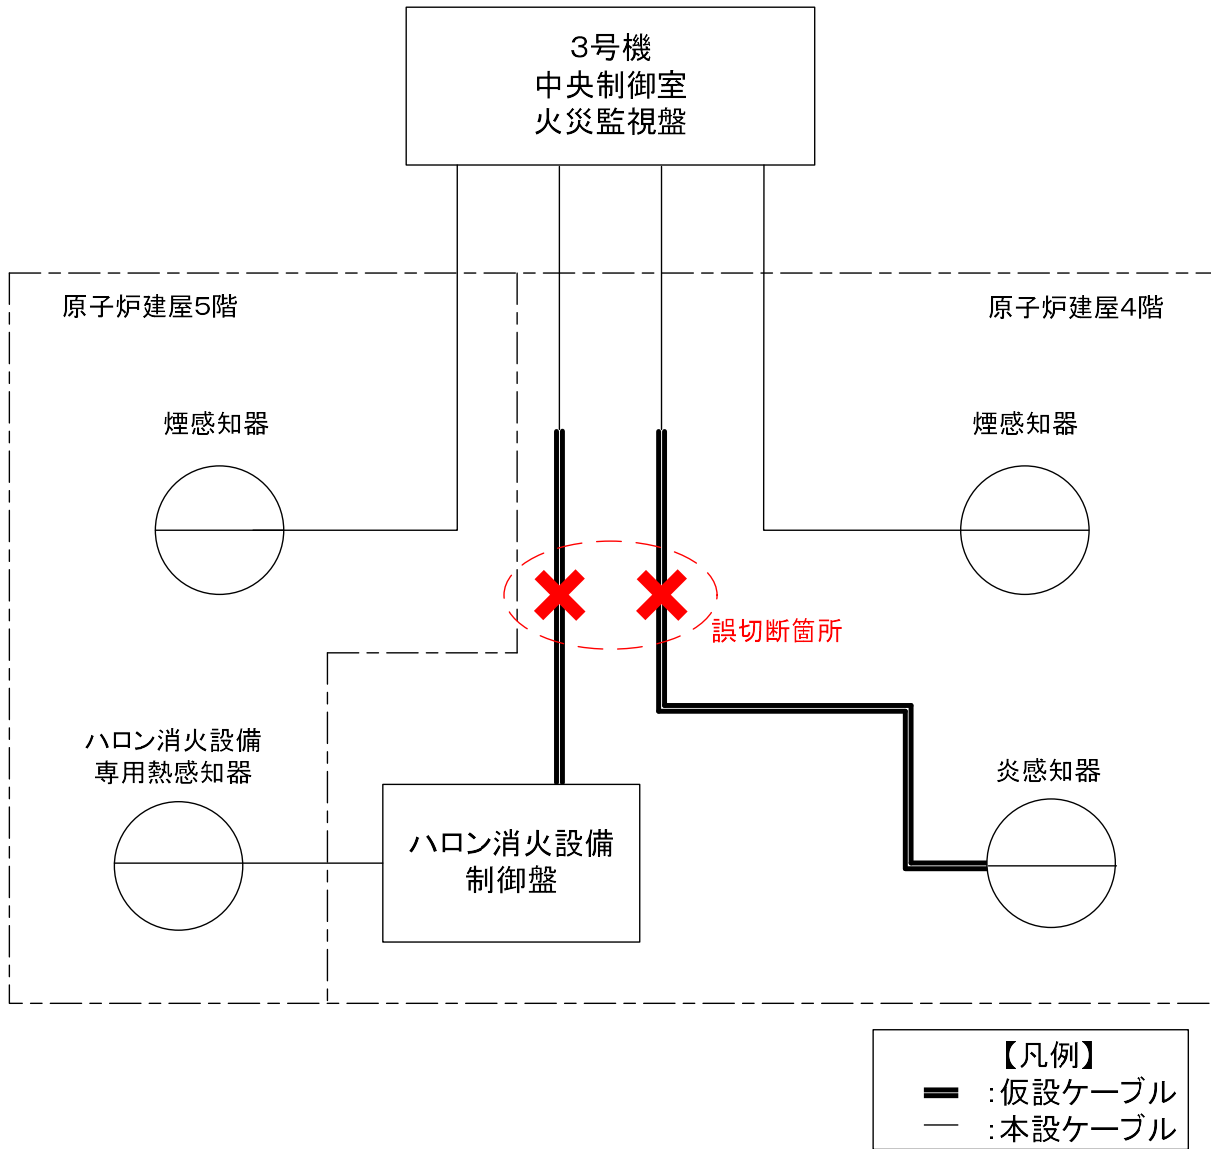 3号機
中央制御室
火災監視盤
原子炉建屋5階
原子炉建屋4階
煙感知器
煙感知器
誤切断箇所
ハロン消火設備
専用熱感知器
炎感知器
ハロン消火設備
制御盤
【凡例】
:仮設ケーブル
:本設ケーブル